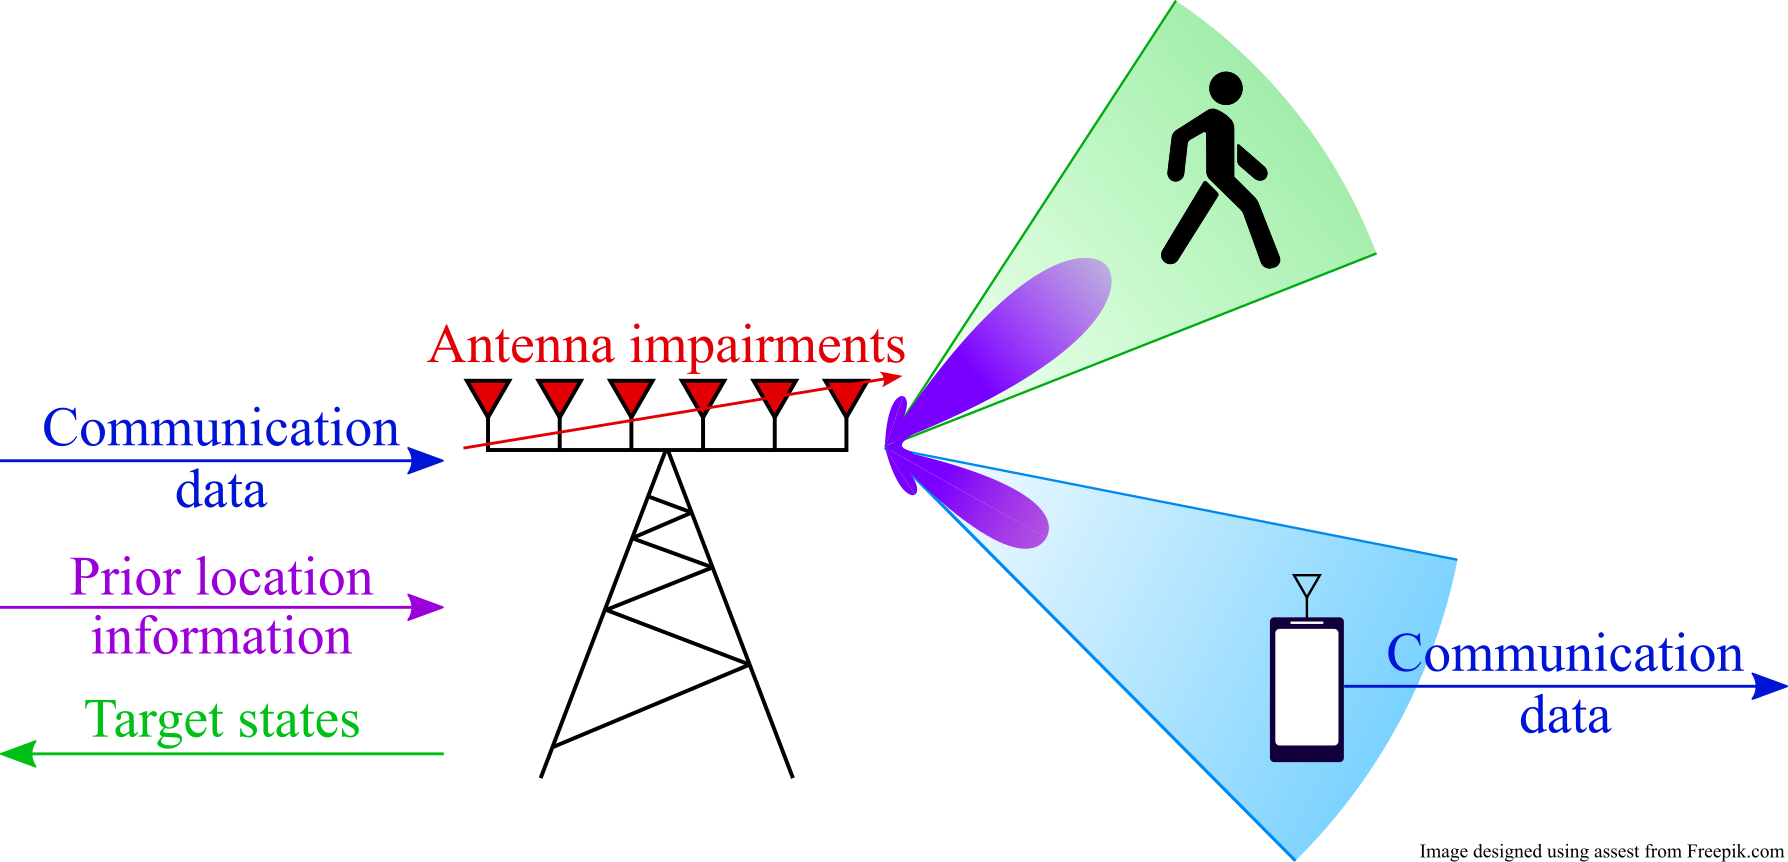 Antenna impairments
Communication
data
Prior location
information
Target states
Communication
data
Image designed using assest from Freepik.com